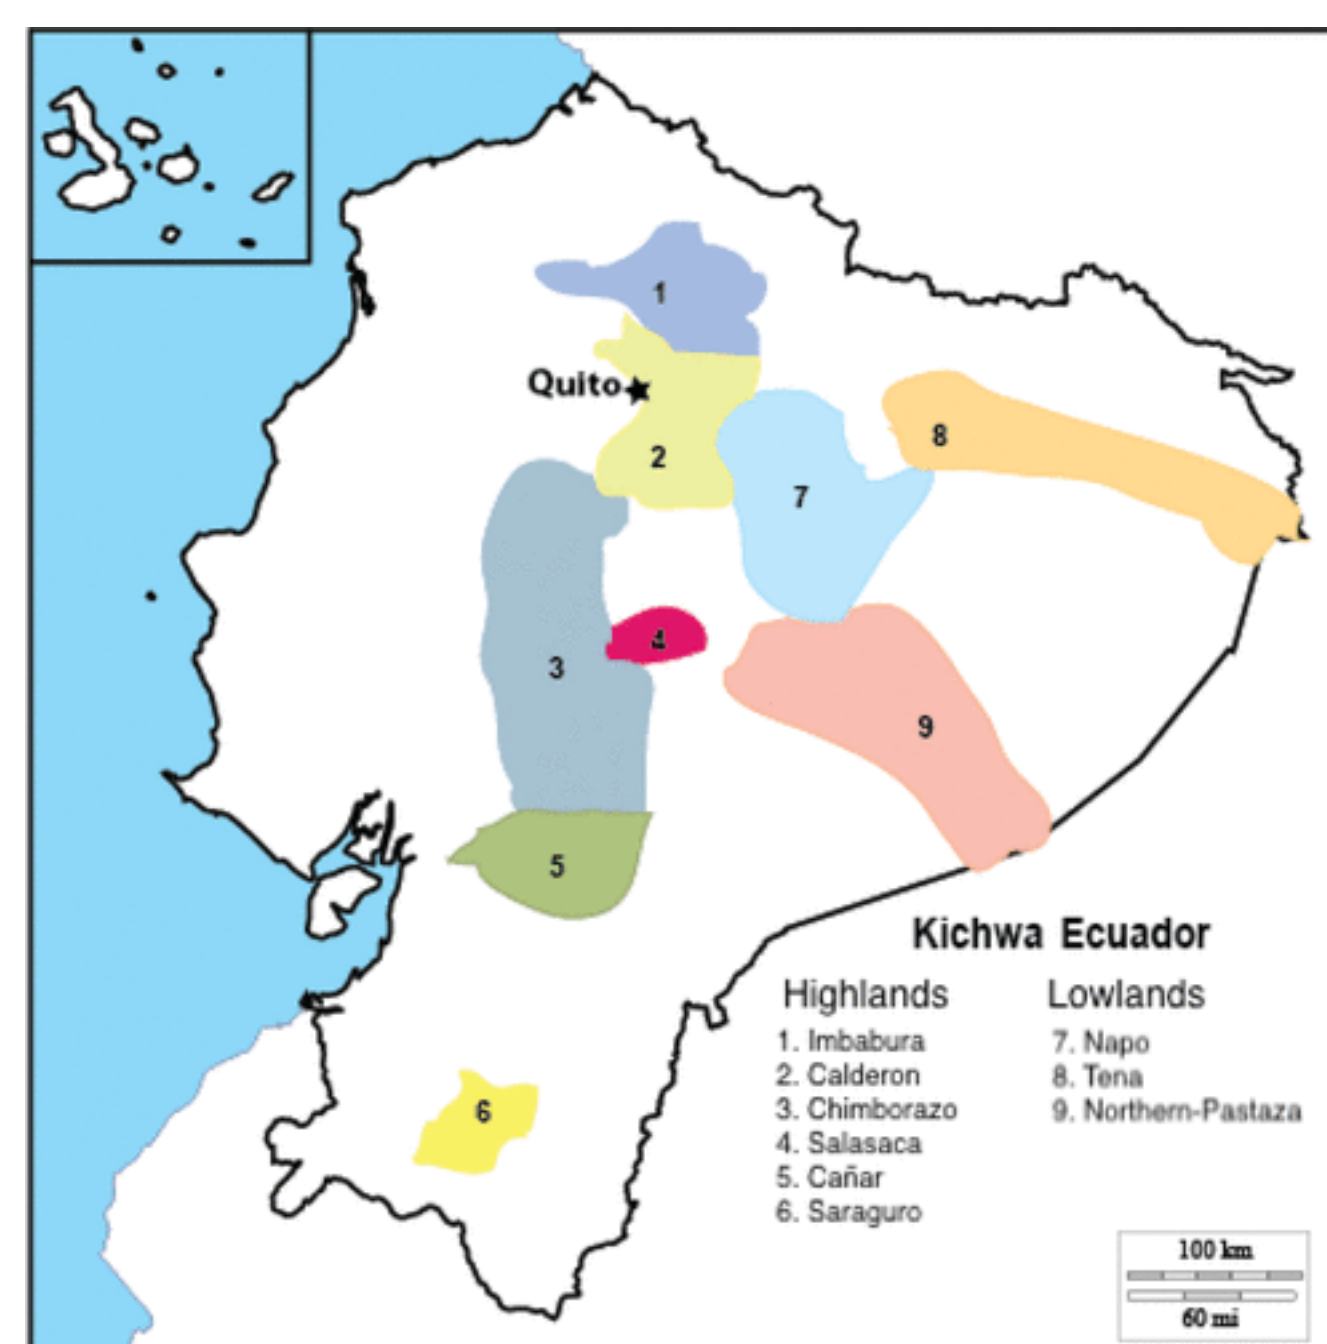 1
Quito
8
2
7
4
3
9
5
Kichwa Ecuador
Highlands
1. Imbabura
2. Calderon
3. Chimborazo
4. Salasaca
5. Cañar
6. Saraguro
Lowlands
7. Napo
8. Tena
9. Northern-Pastaza
6
100 km
60 mi